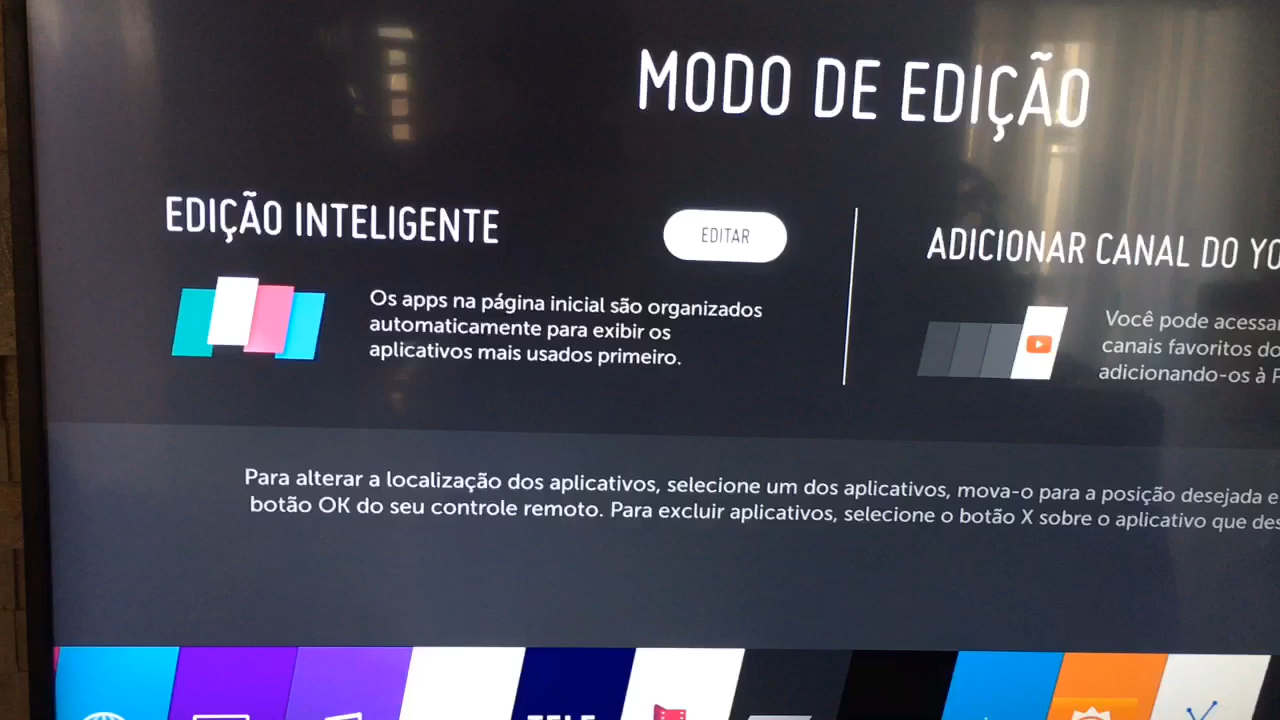 MODO DE EDIÇÃO
EDIÇÃO INTELIGENTE
EDITAR
Os apps na página inicial são organizados
automaticamente para exibir os
aplicativos mais usados primeiro.
ADICIONAR CANAL DO
Você pode acessar
canais favoritos do
adicionando-os à
Para alterar a localização dos aplicativos, selecione um dos aplicativos, mova-o para a posição desejada e
botão OK do seu controle remoto. Para excluir aplicativos, selecione o botão X sobre o aplicativo que